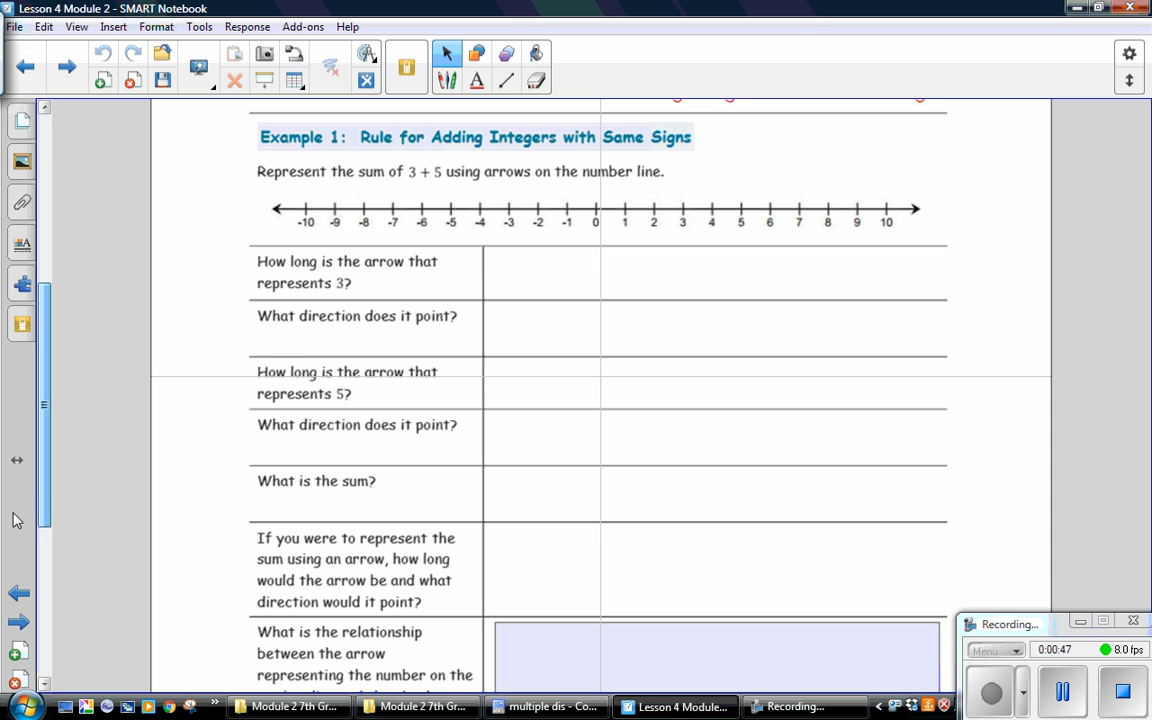 Lesson 4 Module 2 - SMART Notebook
File Edit View Insert Format Tools Response Add-ons Help
Example 1: Rule for Adding Integers with Same Signs
Represent the sum of 3 + 5 using arrows on the number line.
-10 -9 -8 -7 -6 -5 -4 -3 -2 -1 0 1 2 3 4 5 6 7 8 9 10
How long is the arrow that
represents 3?
What direction does it point?
How long is the arrow that
represents 5?
What direction does it point?
What is the sum?
If you were to represent the
sum using an arrow, how long
would the arrow be and what
direction would it point?
What is the relationship
between the arrow
representing the number on the
Recording...
Menu
0:00:47
8.0 fps
Module 2 7th Gr...
Module 2 7th Gr...
multiple dis - Co...
Lesson 4 Module...
Recording...